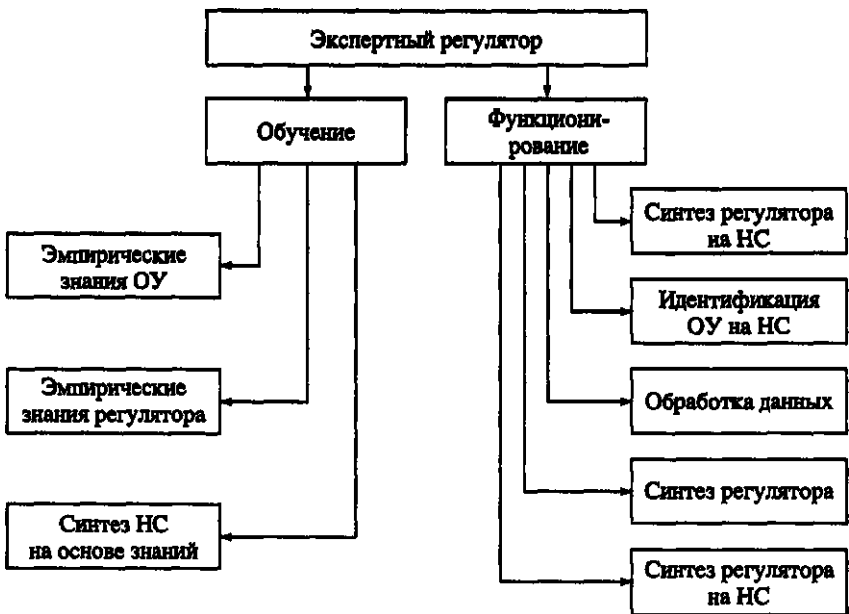 Экспертный регулятор
Обучение
Функциони-
рование
Эмпирические
знания ОУ
Эмпирические
знания регулятора
Синтез НС
на основе знаний
Синтез регулятора
на НС
Идентификация
ОУ на НС
Обработка данных
Синтез регулятора
Синтез регулятора
на НС